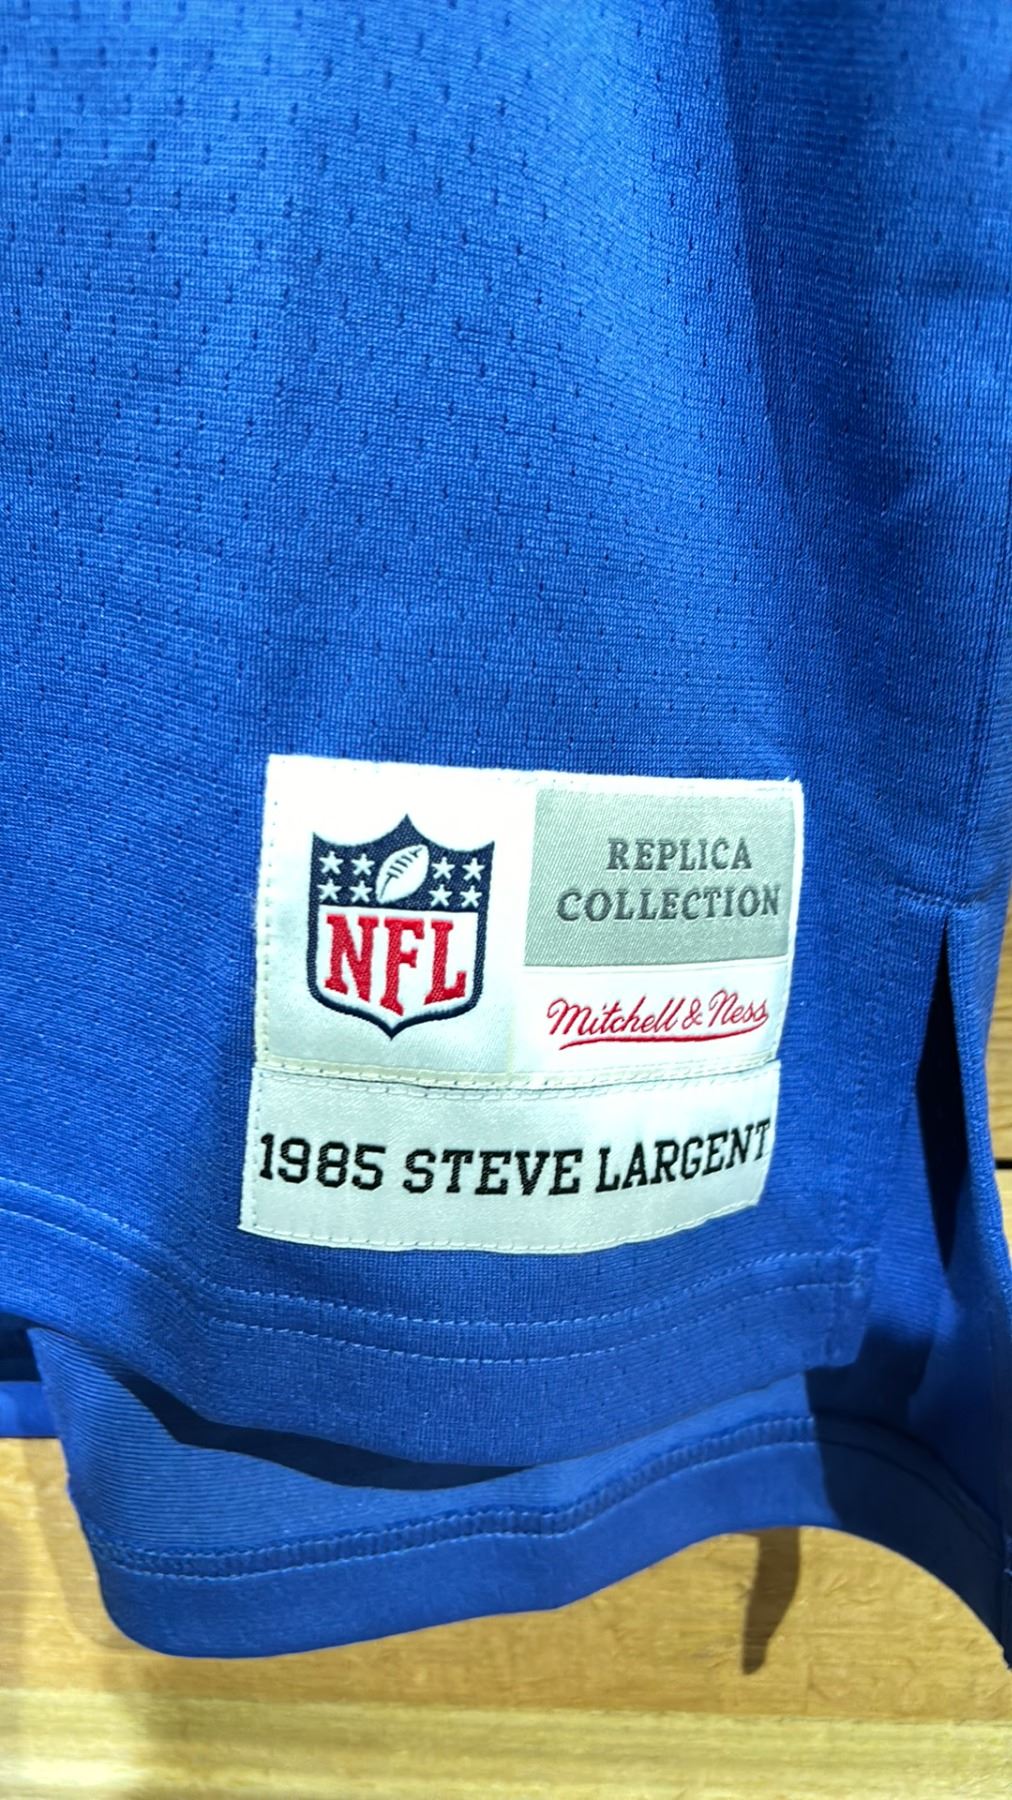 NFL
REPLICA
COLLECTION
Mitchell & Ness
1985 STEVE LARGENT